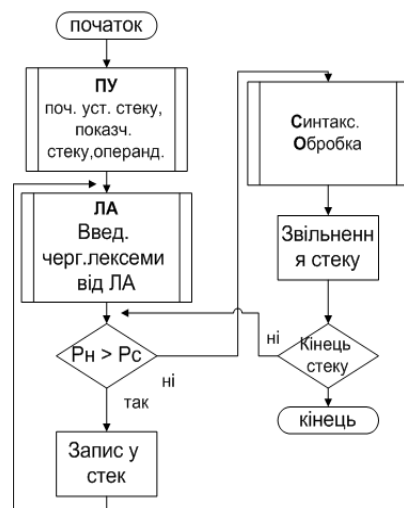 початок
ПУ
поч. уст. стеку,
показч.
стеку,операнд.
ЛА
Введ.
черг.лексеми
від ЛА
Рн > Рс
ні
так
Запис у
стек
Синтакс.
Обробка
Звільненн
я стеку
ні
Кінець
стеку
кінець